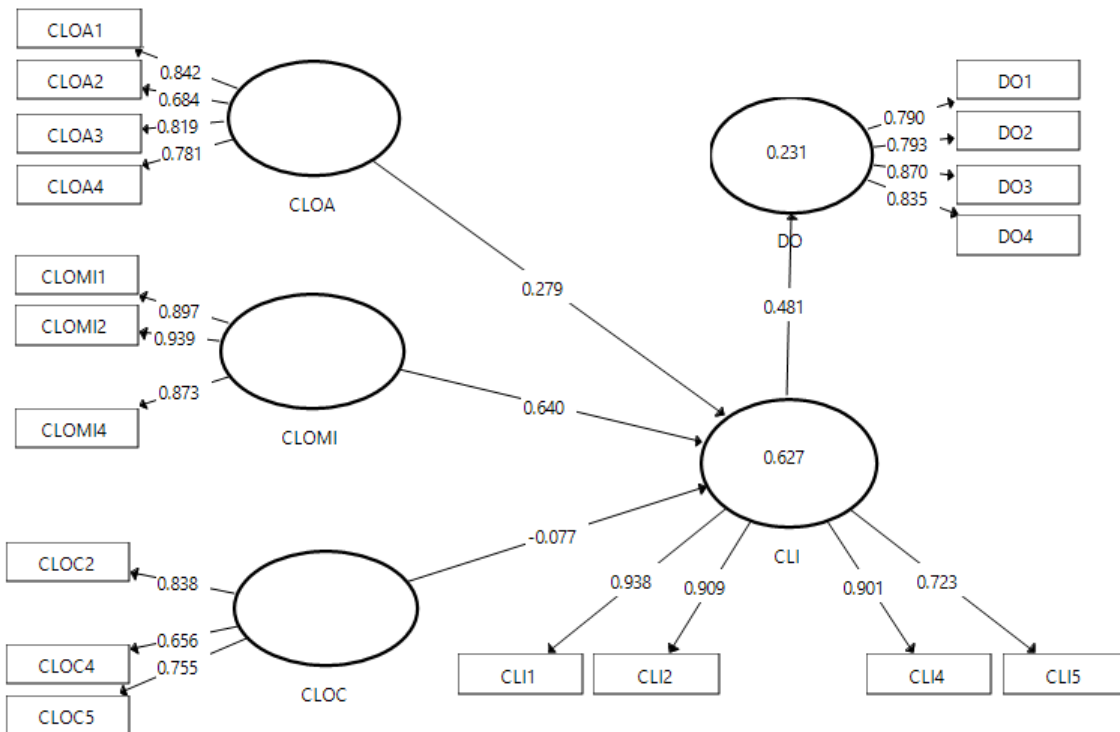 CLOA1
CLOA2
CLOA3
CLOA4
0.842
0.684
0.819
0.781
CLOA
CLOMI1
CLOMI2
CLOMI4
0.897
0.939
0.873
CLOMI
CLOC2
CLOC4
CLOC5
0.838
0.656
0.755
CLOC
0.279
0.640
-0.077
0.231
DO
0.790
0.793
0.870
0.835
DO1
DO2
DO3
DO4
0.481
0.627
CLI
0.938
0.909
0.901
0.723
CLI1
CLI2
CLI4
CLI5